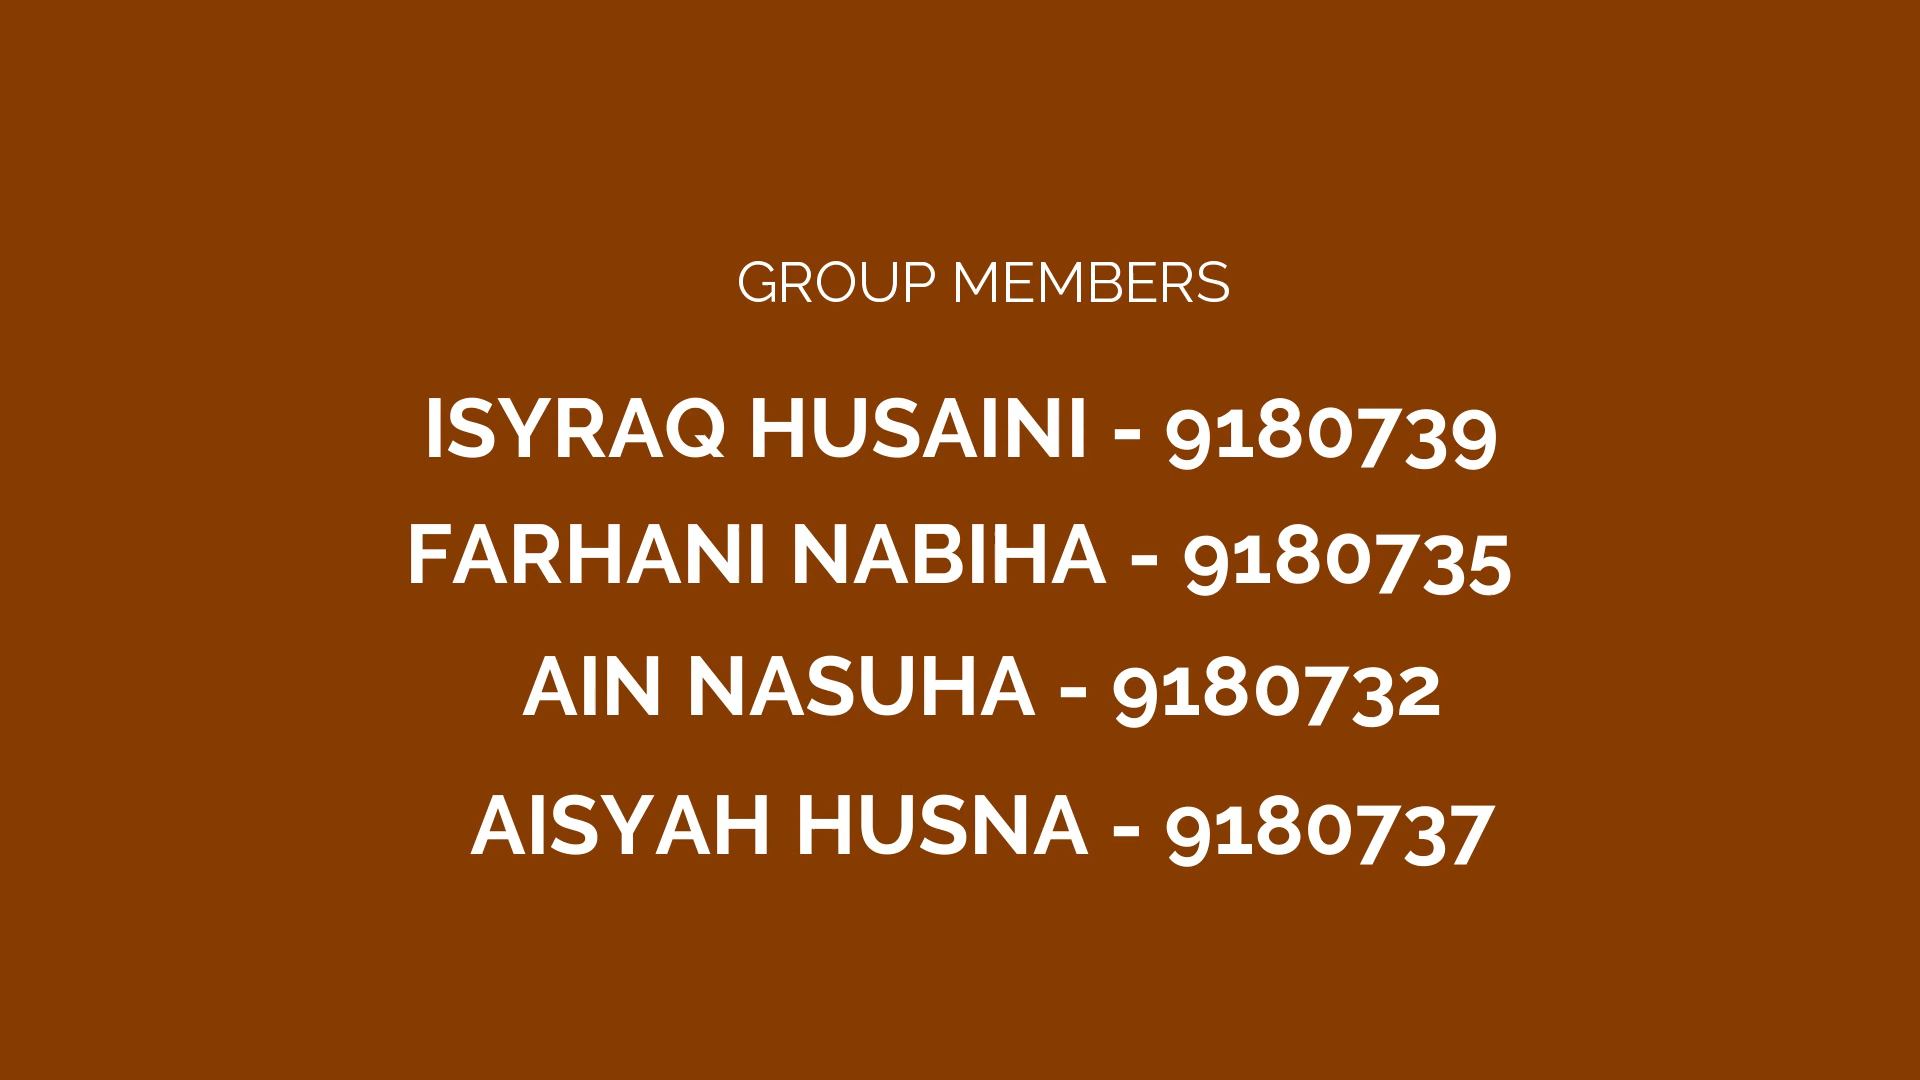 GROUP MEMBERS
ISYRAQ HUSAINI - 9180739
FARHANI NABIHA - 9180735
AIN NASUHA - 9180732
AISYAH HUSNA - 9180737